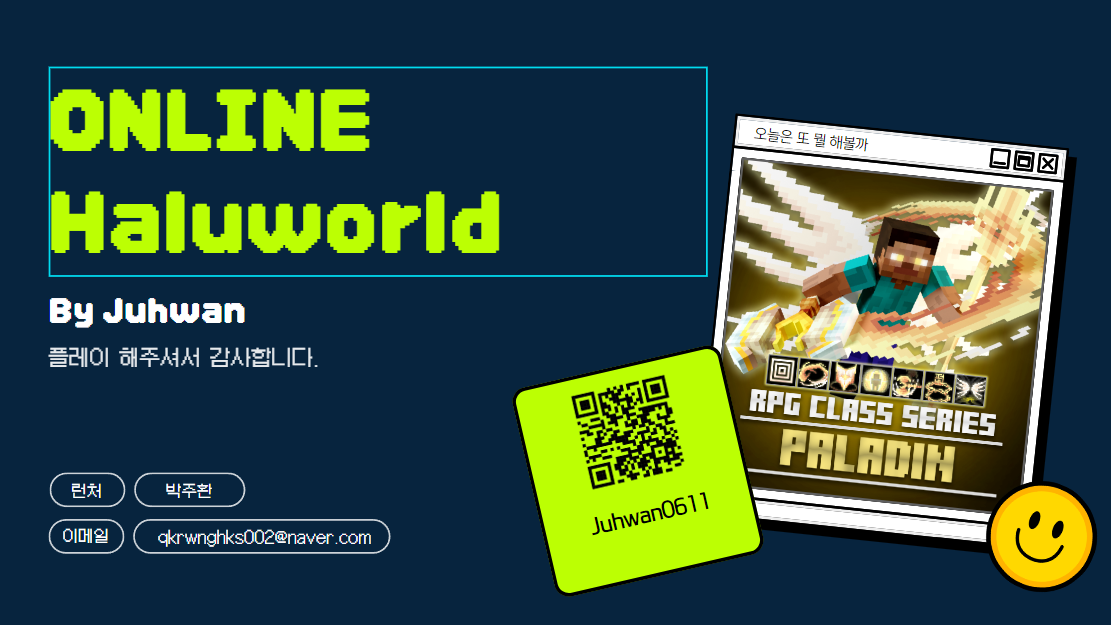 ONLINE
Haluworld
By Juhwan
플레이 해주셔서 감사합니다.
런처 박주환
이메일 qkrwnghks002@naver.com
오늘은 또 뭘 해볼까
RPG CLASS SERIES
PALADIN
Juhwan0611